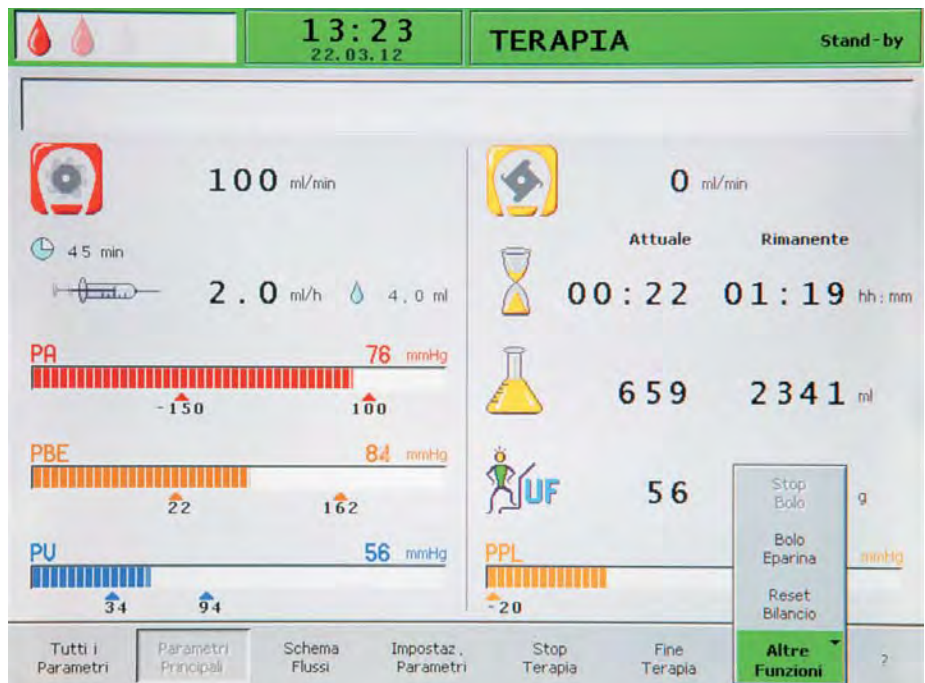 13:23
22.03.12
TERAPIA
Stand-by
100 ml/min
45 min
2.0 ml/h
4.0 ml
PA
76 mmHg
-150
100
PBE
84 mmHg
22
162
PV
56 mmHg
34
94
0 ml/min
Attuale
Rimanente
00:22
01:19 hh:mm
659
2341 ml
UF
56
g
PPL
mmHg
-20
Stop
Bolo
Bolo
Eparina
Reset
Bilancio
Tutti i
Parametri
Parametri
Principali
Schema
Flussi
Impostaz.
Parametri
Stop
Terapia
Fine
Terapia
Altre
Funzioni
?